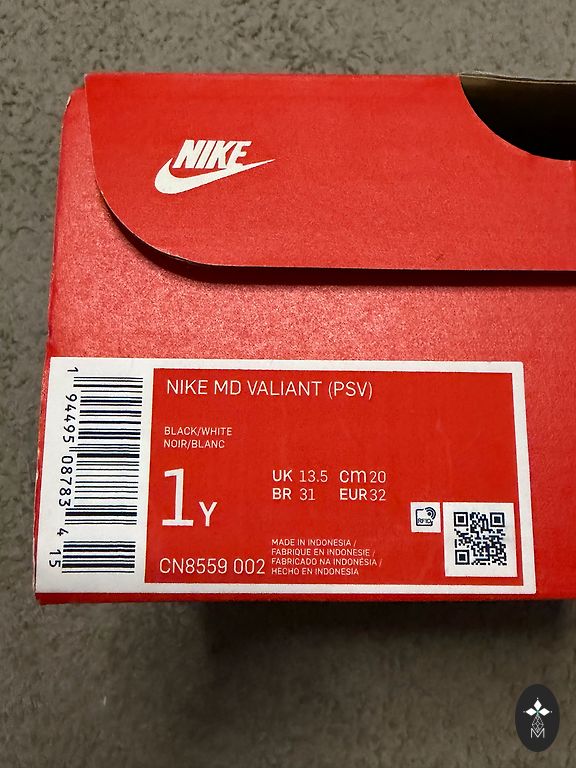 NIKE
NIKE MD VALIANT (PSV)
BLACK/WHITE
NOIR/BLANC
1Y
UK 13.5 cm 20
BR 31 EUR 32
RFID
CN8559 002
MADE IN INDONESIA /
FABRIQUE EN INDONESIE /
FABRICADO NA INDONÉSIA /
HECHO EN INDONESIA
1 94495 08783 4 15
M